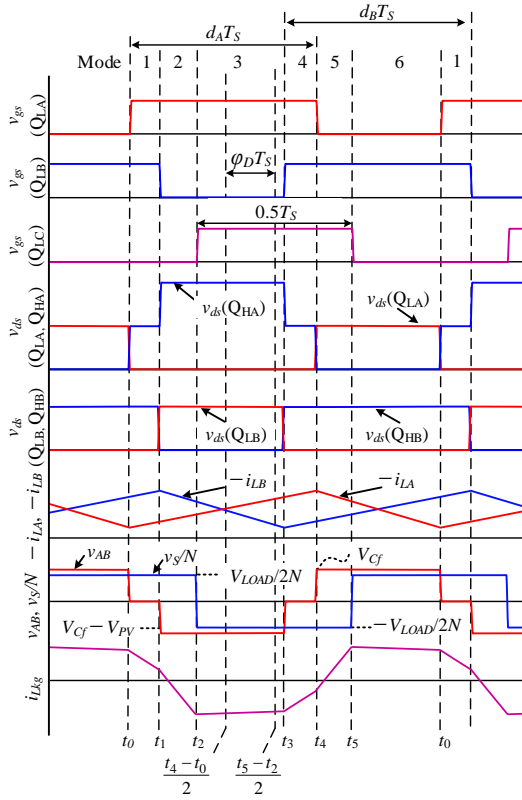 d_A T_S
d_B T_S
Mode 1 2 3 4 5 6 1
v_gs (Q_LA)
v_gs (Q_LB)
φ_D T_S
v_gs (Q_LC)
0.5T_S
v_ds (Q_LA, Q_HA)
v_ds(Q_HA)
v_ds(Q_LA)
v_ds (Q_LB, Q_HB)
v_ds(Q_LB)
v_ds(Q_HB)
−i_LA, −i_LB
−i_LB
−i_LA
v_AB, v_S/N
v_AB
v_S/N
V_LOAD/2N
V_Cf
V_Cf − V_PV
−V_LOAD/2N
i_Lkg
t_0 t_1 t_2 t_3 t_4 t_5 t_0
t_4 − t_0
2
t_5 − t_2
2